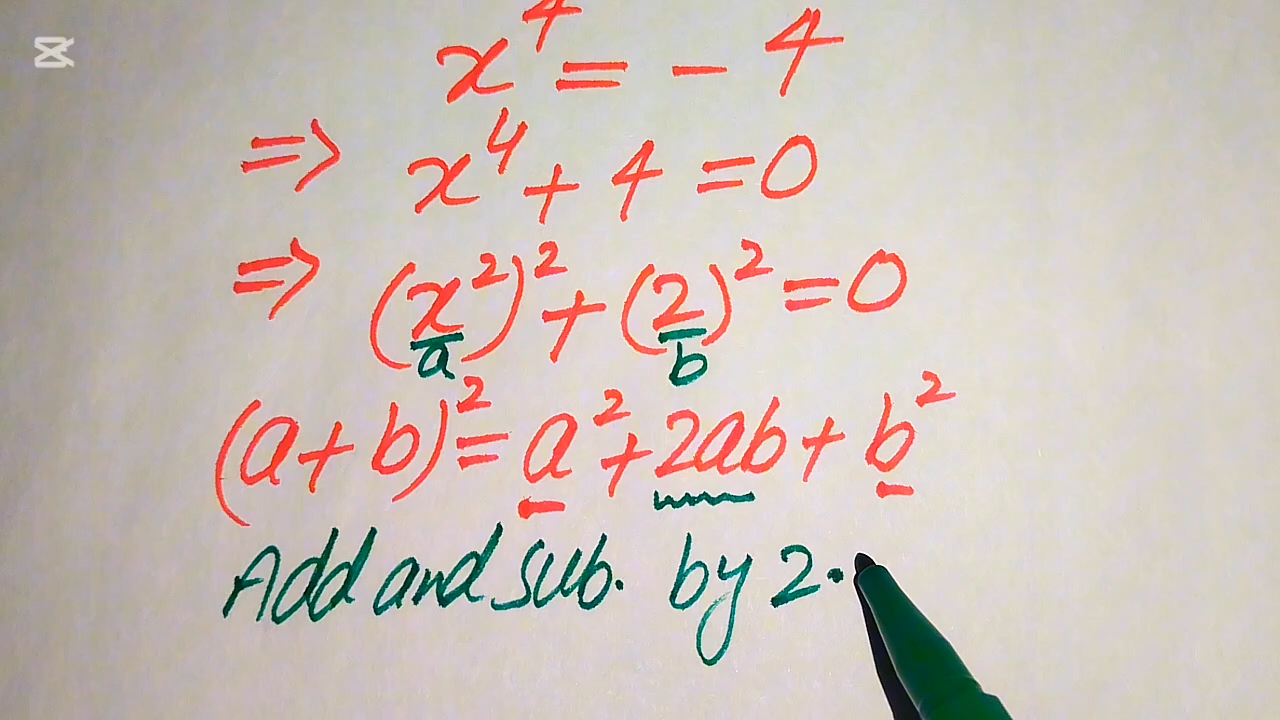 x⁴ = - 4
=> x⁴ + 4 = 0
=> (x²)² + (2)² = 0
a b
(a+b)² = a² + 2ab + b²
Add and sub. by 2.